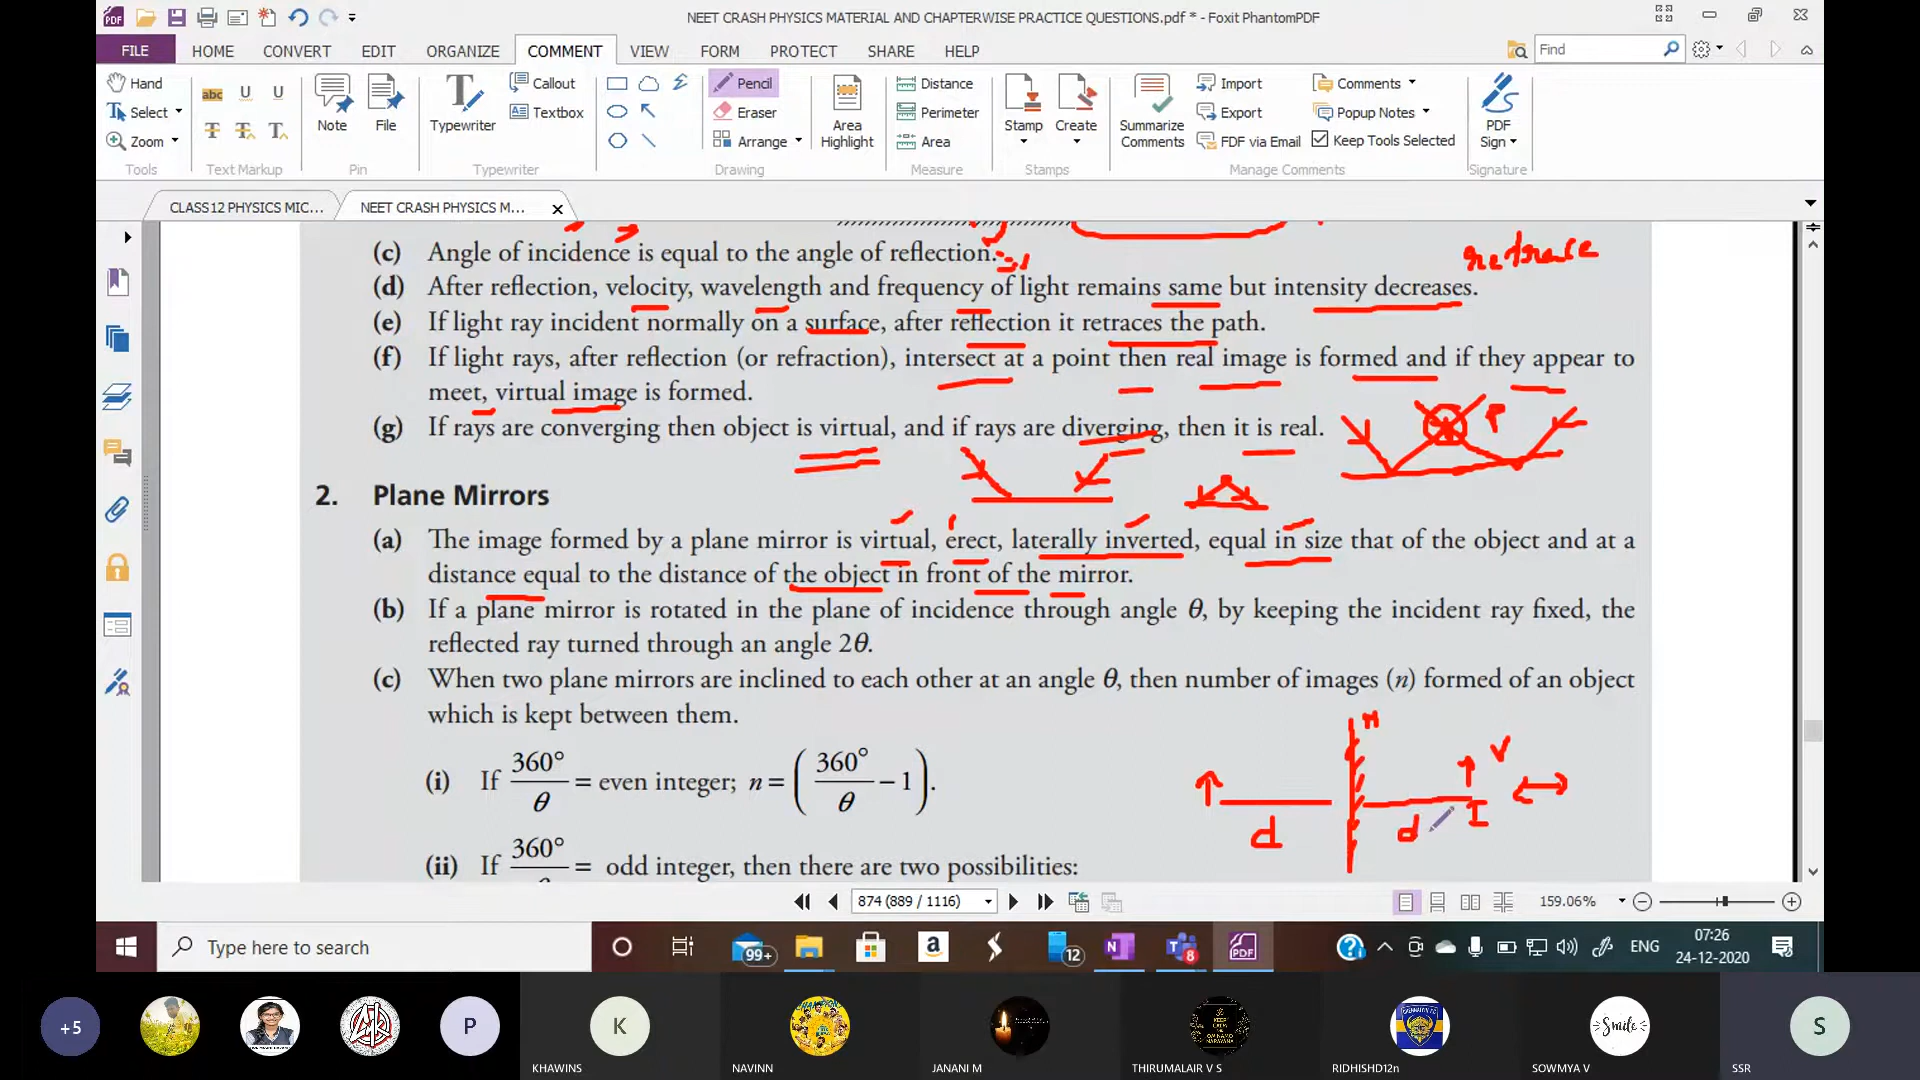 NEET CRASH PHYSICS MATERIAL AND CHAPTERWISE PRACTICE QUESTIONS.pdf * - Foxit PhantomPDF
FILE HOME CONVERT EDIT ORGANIZE COMMENT VIEW FORM PROTECT SHARE HELP Find
Hand Select Zoom Tools
abc U U T T T Text Markup
Note File Pin
Typewriter Callout Textbox Typewriter
Pencil Eraser Arrange Drawing
Area Highlight
Distance Perimeter Area Measure
Stamp Create Stamps
Summarize Comments Import Export FDF via Email Comments Popup Notes Keep Tools Selected Manage Comments
PDF Sign Signature
CLASS12 PHYSICS MIC... NEET CRASH PHYSICS M...
(c) Angle of incidence is equal to the angle of reflection.
retrace
(d) After reflection, velocity, wavelength and frequency of light remains same but intensity decreases.
(e) If light ray incident normally on a surface, after reflection it retraces the path.
(f) If light rays, after reflection (or refraction), intersect at a point then real image is formed and if they appear to
meet, virtual image is formed.
(g) If rays are converging then object is virtual, and if rays are diverging, then it is real.
P
2. Plane Mirrors
(a) The image formed by a plane mirror is virtual, erect, laterally inverted, equal in size that of the object and at a
distance equal to the distance of the object in front of the mirror.
(b) If a plane mirror is rotated in the plane of incidence through angle θ, by keeping the incident ray fixed, the
reflected ray turned through an angle 2θ.
(c) When two plane mirrors are inclined to each other at an angle θ, then number of images (n) formed of an object
which is kept between them.
(i) If 360°/θ = even integer; n = (360°/θ − 1).
d d I V
(ii) If 360° = odd integer, then there are two possibilities:
874 (889 / 1116) 159.06%
Type here to search 99+ 12 8 ENG 07:26
24-12-2020
+5 P K S
KHAWINS NAVINN JANANI M THIRUMALAIR V S RIDHISHD12n SOWMYA V SSR
Smile